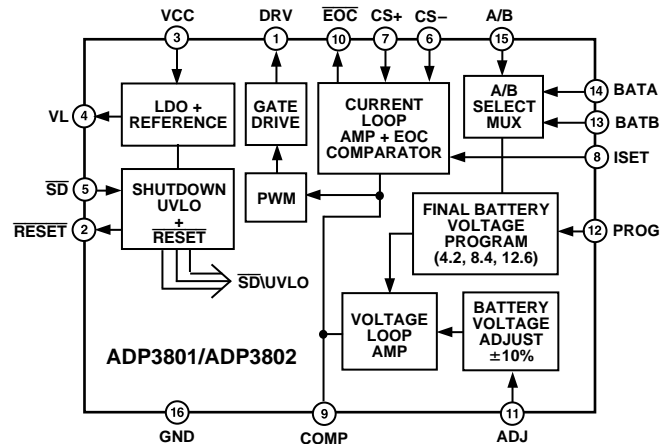 VCC
DRV
EOC
CS+
CS−
A/B
3
1
10
7
6
15
LDO +
REFERENCE
GATE
DRIVE
CURRENT
LOOP
AMP + EOC
COMPARATOR
A/B
SELECT
MUX
14
BATA
13
BATB
8
ISET
VL
4
SD
5
RESET
2
SHUTDOWN
UVLO
+
RESET
PWM
FINAL BATTERY
VOLTAGE
PROGRAM
(4.2, 8.4, 12.6)
12
PROG
SD\UVLO
VOLTAGE
LOOP
AMP
BATTERY
VOLTAGE
ADJUST
±10%
ADP3801/ADP3802
16
9
11
GND
COMP
ADJ